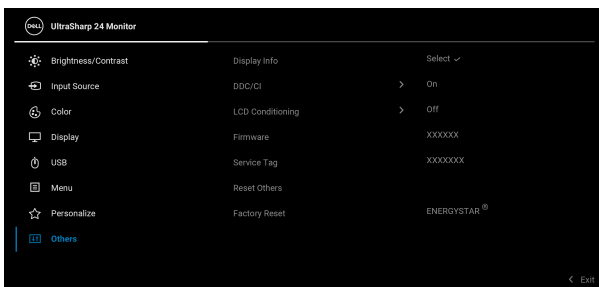 DELL UltraSharp 24 Monitor
Brightness/Contrast Display Info Select ✓
Input Source DDC/CI > On
Color LCD Conditioning > Off
Display Firmware XXXXXX
USB Service Tag XXXXXXX
Menu Reset Others
Personalize Factory Reset ENERGYSTAR ®
Others
< Exit